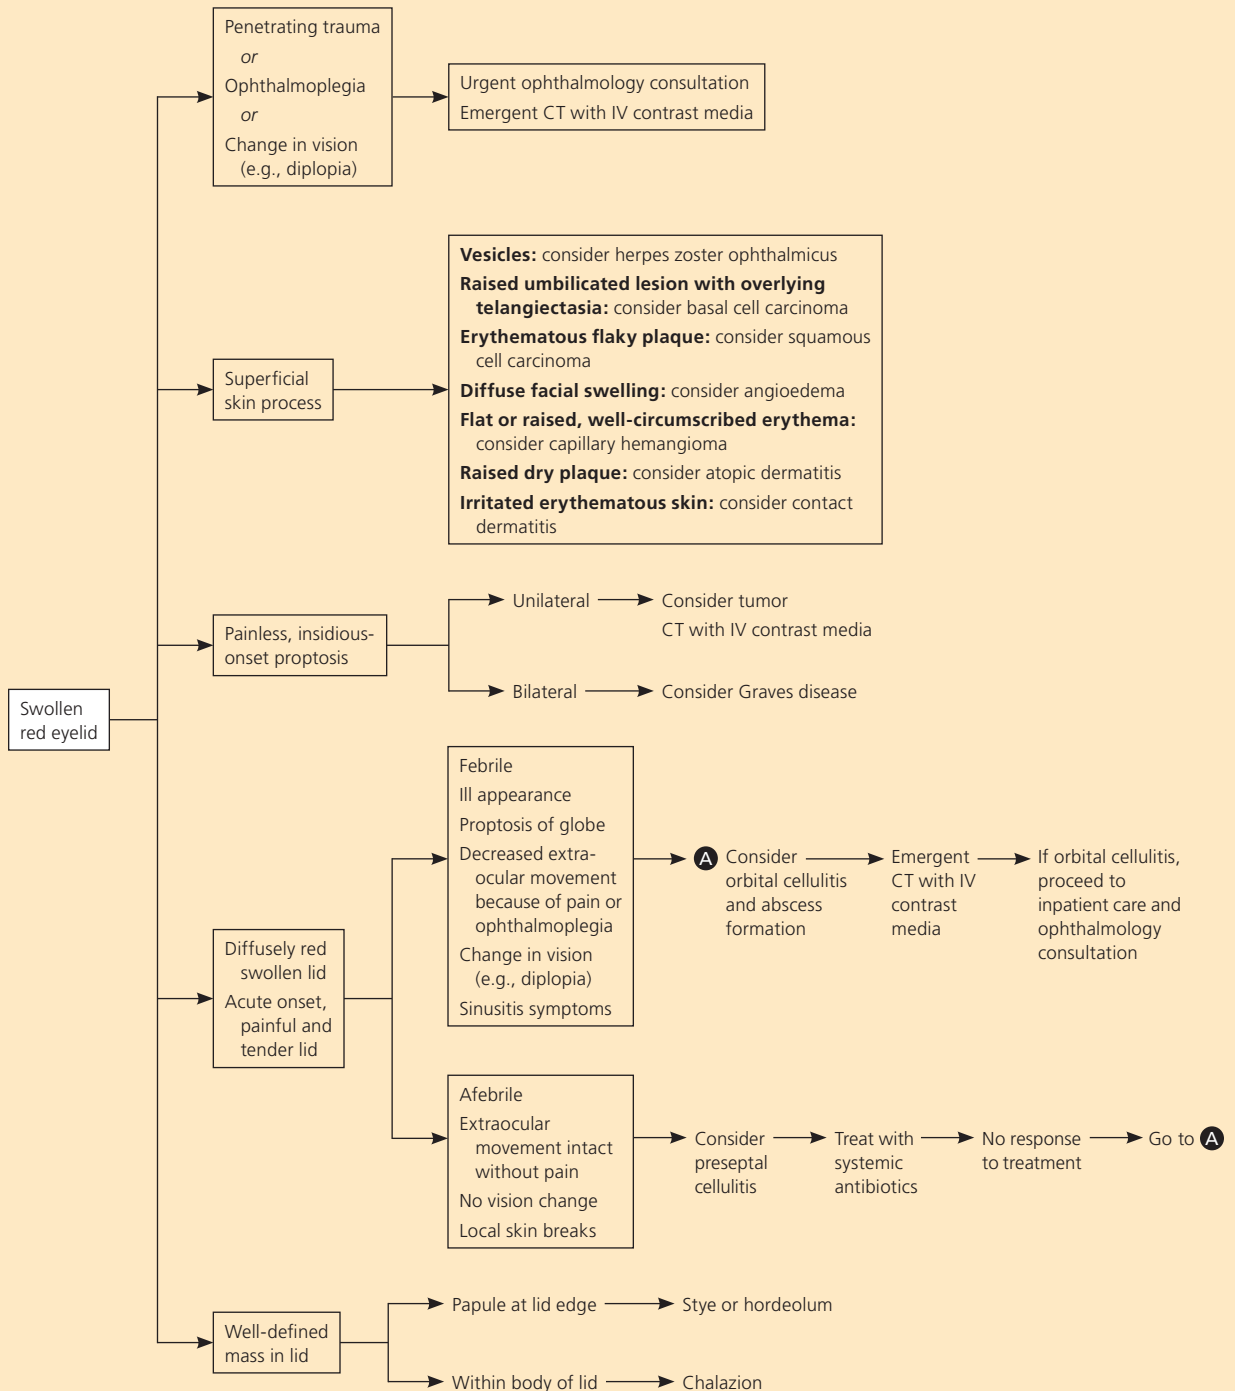 Penetrating trauma
or
Ophthalmoplegia
or
Change in vision
(e.g., diplopia)
Urgent ophthalmology consultation
Emergent CT with IV contrast media
Superficial
skin process
Vesicles: consider herpes zoster ophthalmicus
Raised umbilicated lesion with overlying
telangiectasia: consider basal cell carcinoma
Erythematous flaky plaque: consider squamous
cell carcinoma
Diffuse facial swelling: consider angioedema
Flat or raised, well-circumscribed erythema:
consider capillary hemangioma
Raised dry plaque: consider atopic dermatitis
Irritated erythematous skin: consider contact
dermatitis
Painless, insidious-
onset proptosis
Unilateral
Consider tumor
CT with IV contrast media
Bilateral
Consider Graves disease
Swollen
red eyelid
Diffusely red
swollen lid
Acute onset,
painful and
tender lid
Febrile
Ill appearance
Proptosis of globe
Decreased extra-
ocular movement
because of pain or
ophthalmoplegia
Change in vision
(e.g., diplopia)
Sinusitis symptoms
A Consider
orbital cellulitis
and abscess
formation
Emergent
CT with IV
contrast
media
If orbital cellulitis,
proceed to
inpatient care and
ophthalmology
consultation
Afebrile
Extraocular
movement intact
without pain
No vision change
Local skin breaks
Consider
preseptal
cellulitis
Treat with
systemic
antibiotics
No response
to treatment
Go to A
Well-defined
mass in lid
Papule at lid edge
Stye or hordeolum
Within body of lid
Chalazion